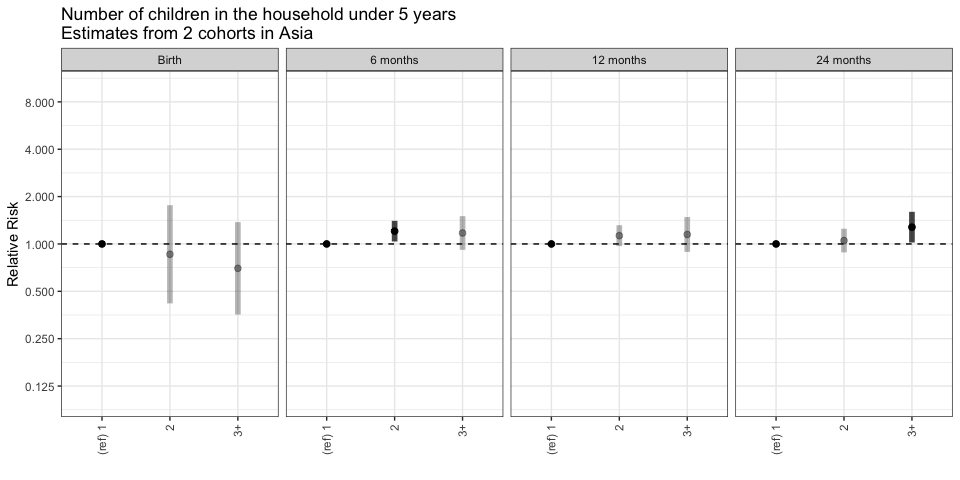 Number of children in the household under 5 years
Estimates from 2 cohorts in Asia
Birth
6 months
12 months
24 months
Relative Risk
8.000
4.000
2.000
1.000
0.500
0.250
0.125
(ref) 1
2
3+
(ref) 1
2
3+
(ref) 1
2
3+
(ref) 1
2
3+